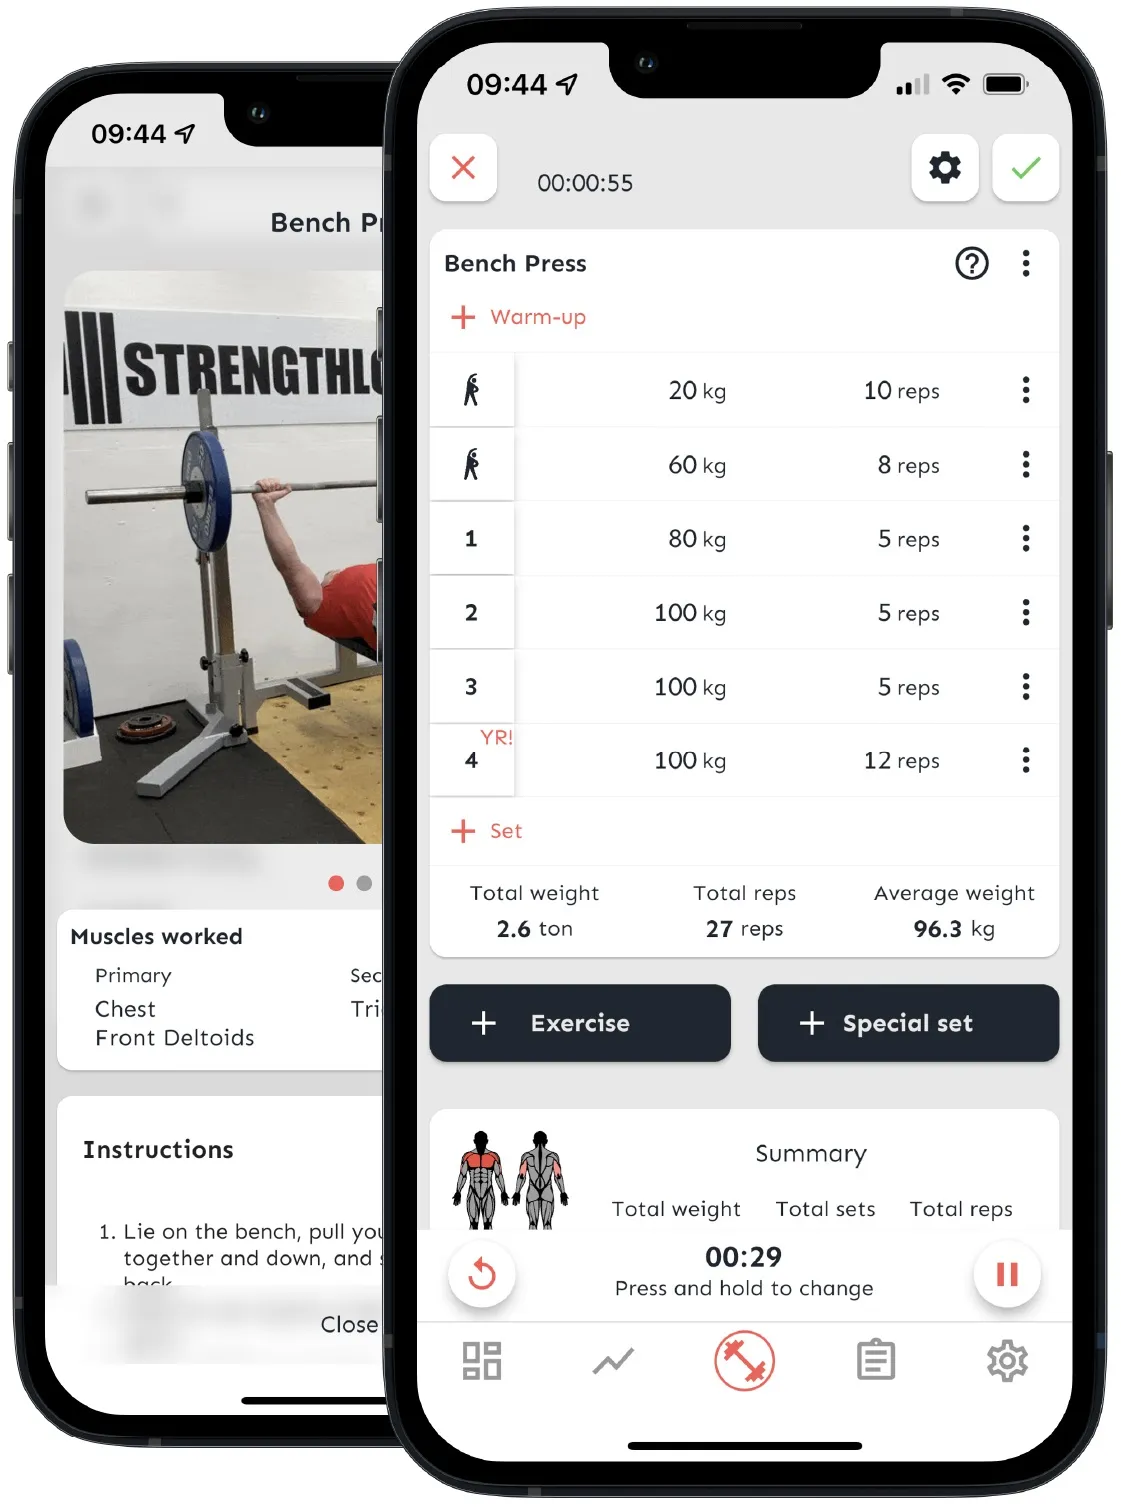 09:44
Bench Pr
STRENGTHLO
Muscles worked
Primary
Sec
Chest
Tri
Front Deltoids
Instructions
1. Lie on the bench, pull you
together and down, and s
back
Close
09:44
00:00:55
Bench Press
+ Warm-up
20 kg 10 reps
60 kg 8 reps
1 80 kg 5 reps
2 100 kg 5 reps
3 100 kg 5 reps
YR!
4 100 kg 12 reps
+ Set
Total weight Total reps Average weight
2.6 ton 27 reps 96.3 kg
+ Exercise + Special set
Summary
Total weight Total sets Total reps
00:29
Press and hold to change